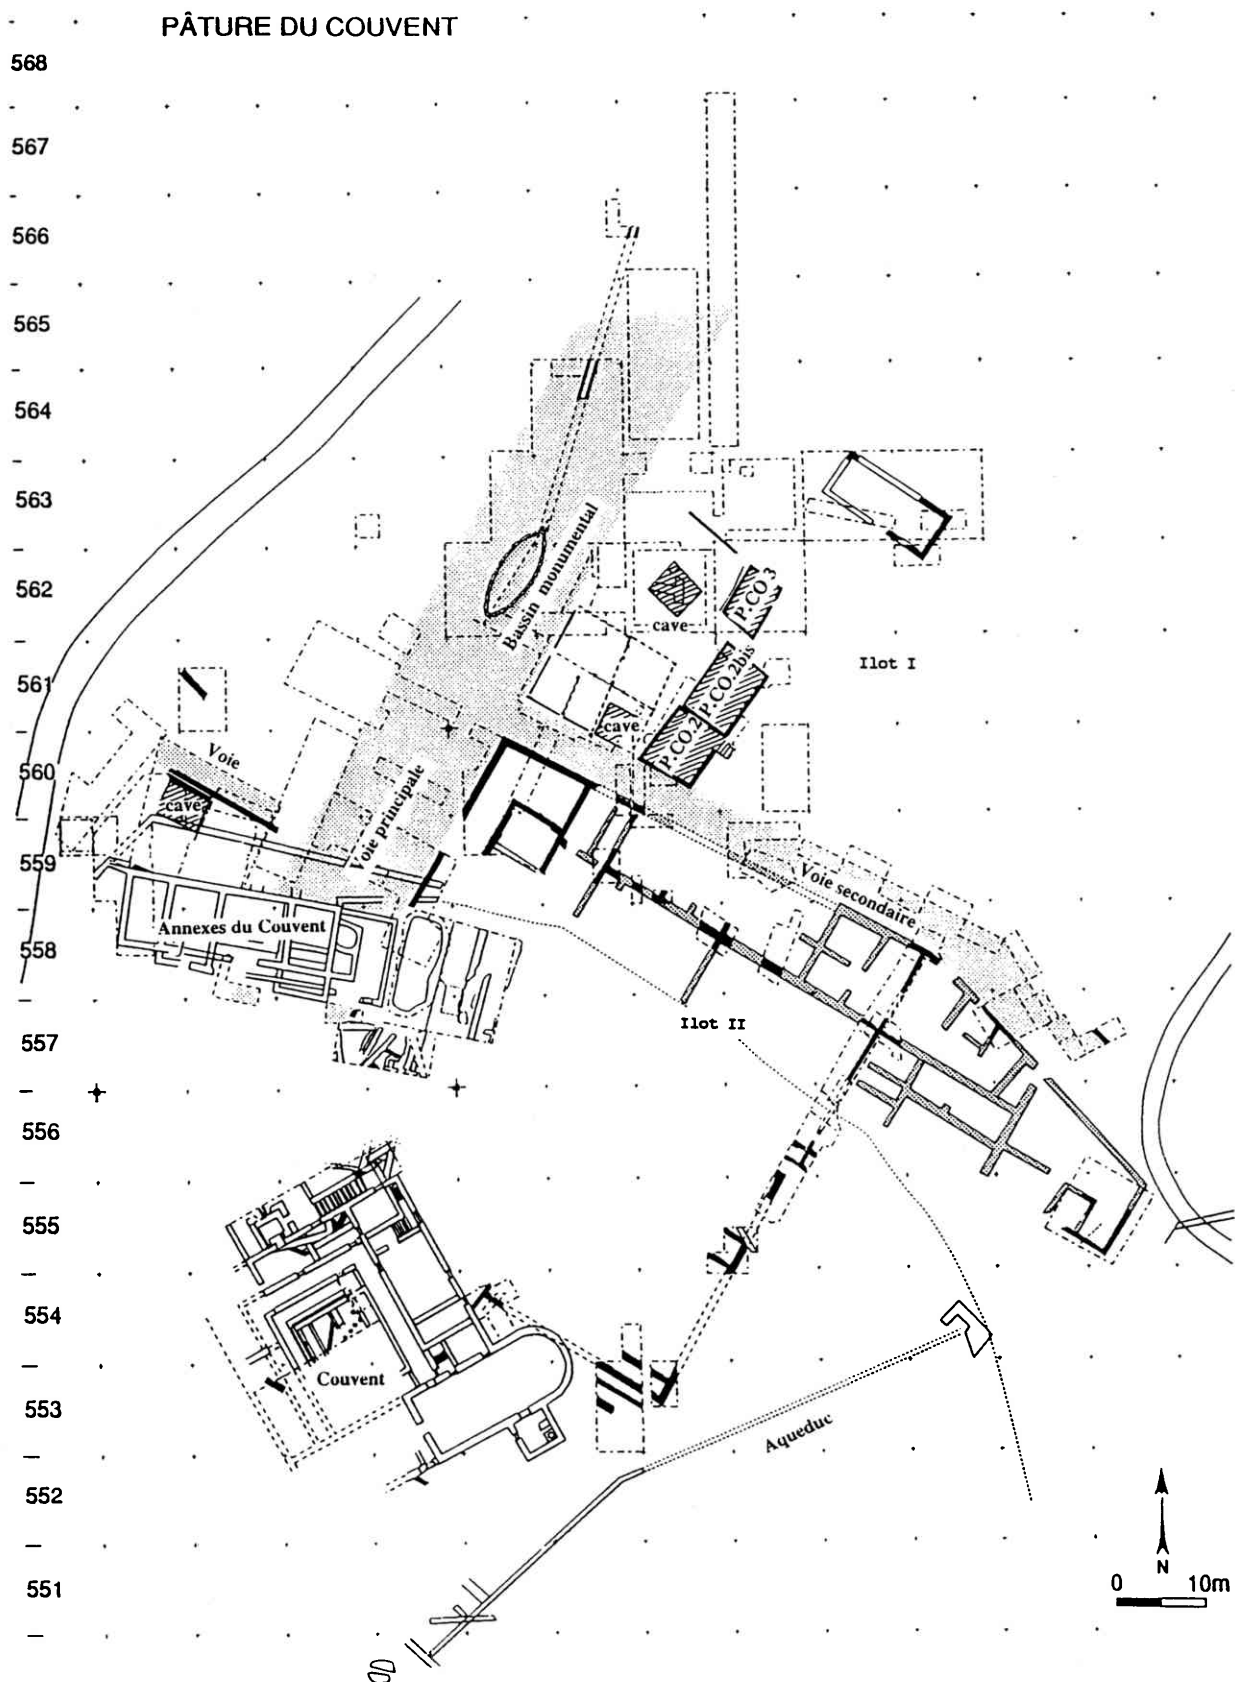 PÂTURE DU COUVENT
568
567
566
565
564
563
562
561
560
559
558
557
556
555
554
553
552
551
Bassin monumental
cave
P.CO.3
Ilot I
P.CO.2bis
cave
P.CO.2
Voie
cave
Voie principale
Voie secondaire
Annexes du Couvent
Ilot II
Couvent
Aqueduc
N
0 10m